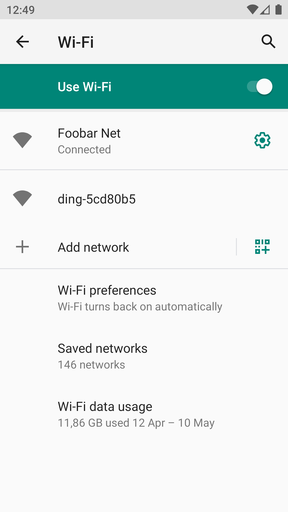 12:49
Wi-Fi
Use Wi-Fi
Foobar Net
Connected
ding-5cd80b5
Add network
Wi-Fi preferences
Wi-Fi turns back on automatically
Saved networks
146 networks
Wi-Fi data usage
11,86 GB used 12 Apr – 10 May